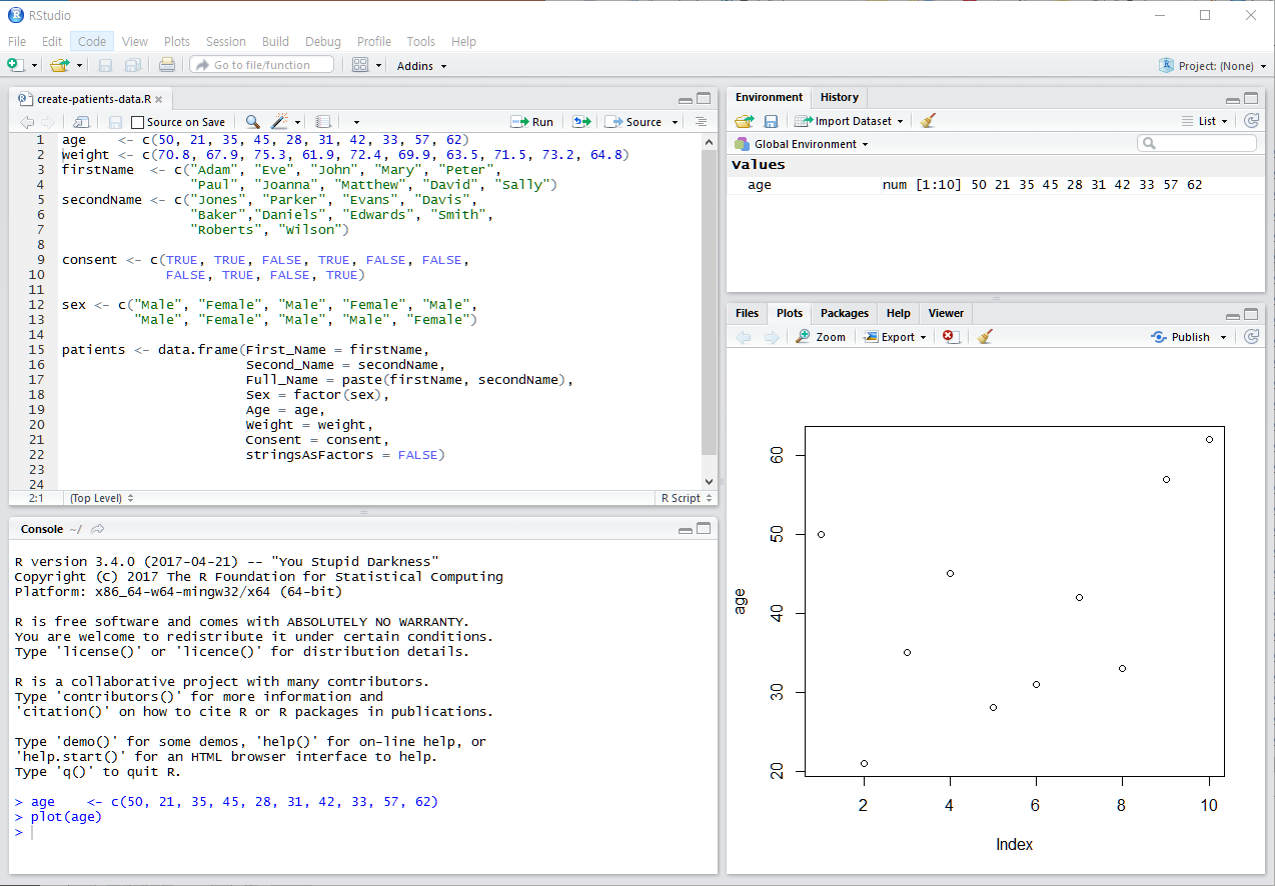 RStudio
File Edit Code View Plots Session Build Debug Profile Tools Help
Go to file/function Addins Project: (None)
create-patients-data.R
Source on Save Run Source
1 age    <- c(50, 21, 35, 45, 28, 31, 42, 33, 57, 62)
2 weight <- c(70.8, 67.9, 75.3, 61.9, 72.4, 69.9, 63.5, 71.5, 73.2, 64.8)
3 firstName  <- c("Adam", "Eve", "John", "Mary", "Peter",
4                 "Paul", "Joanna", "Matthew", "David", "Sally")
5 secondName <- c("Jones", "Parker", "Evans", "Davis",
6                 "Baker","Daniels", "Edwards", "Smith",
7                 "Roberts", "Wilson")
8
9 consent <- c(TRUE, TRUE, FALSE, TRUE, FALSE, FALSE,
10              FALSE, TRUE, FALSE, TRUE)
11
12 sex <- c("Male", "Female", "Male", "Female", "Male",
13          "Male", "Female", "Male", "Male", "Female")
14
15 patients <- data.frame(First_Name = firstName,
16                        Second_Name = secondName,
17                        Full_Name = paste(firstName, secondName),
18                        Sex = factor(sex),
19                        Age = age,
20                        Weight = weight,
21                        Consent = consent,
22                        stringsAsFactors = FALSE)
23
24
2:1 (Top Level) R Script
Console ~/
R version 3.4.0 (2017-04-21) -- "You Stupid Darkness"
Copyright (C) 2017 The R Foundation for Statistical Computing
Platform: x86_64-w64-mingw32/x64 (64-bit)
R is free software and comes with ABSOLUTELY NO WARRANTY.
You are welcome to redistribute it under certain conditions.
Type 'license()' or 'licence()' for distribution details.
R is a collaborative project with many contributors.
Type 'contributors()' for more information and
'citation()' on how to cite R or R packages in publications.
Type 'demo()' for some demos, 'help()' for on-line help, or
'help.start()' for an HTML browser interface to help.
Type 'q()' to quit R.
> age    <- c(50, 21, 35, 45, 28, 31, 42, 33, 57, 62)
> plot(age)
>
Environment History
Import Dataset List
Global Environment
Values
age num [1:10] 50 21 35 45 28 31 42 33 57 62
Files Plots Packages Help Viewer
Zoom Export Publish
60
50
40
30
20
age
2 4 6 8 10
Index